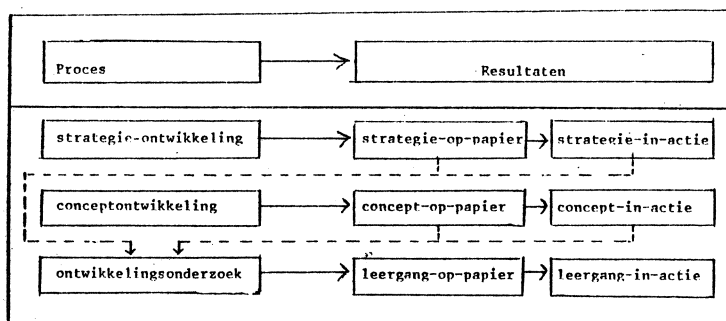 Proces Resultaten
strategie-ontwikkeling strategie-op-papier strategie-in-actie
conceptontwikkeling concept-op-papier concept-in-actie
ontwikkelingsonderzoek leergang-op-papier leergang-in-actie